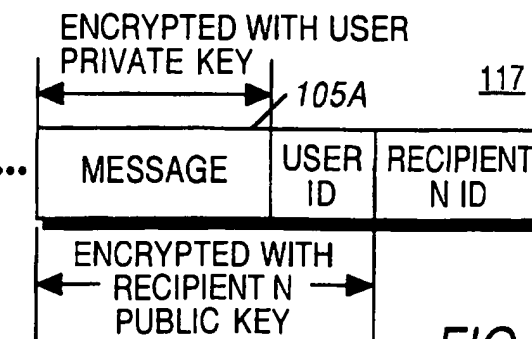 ENCRYPTED WITH USER
PRIVATE KEY
105A
117
... MESSAGE USER ID RECIPIENT N ID
ENCRYPTED WITH
RECIPIENT N
PUBLIC KEY